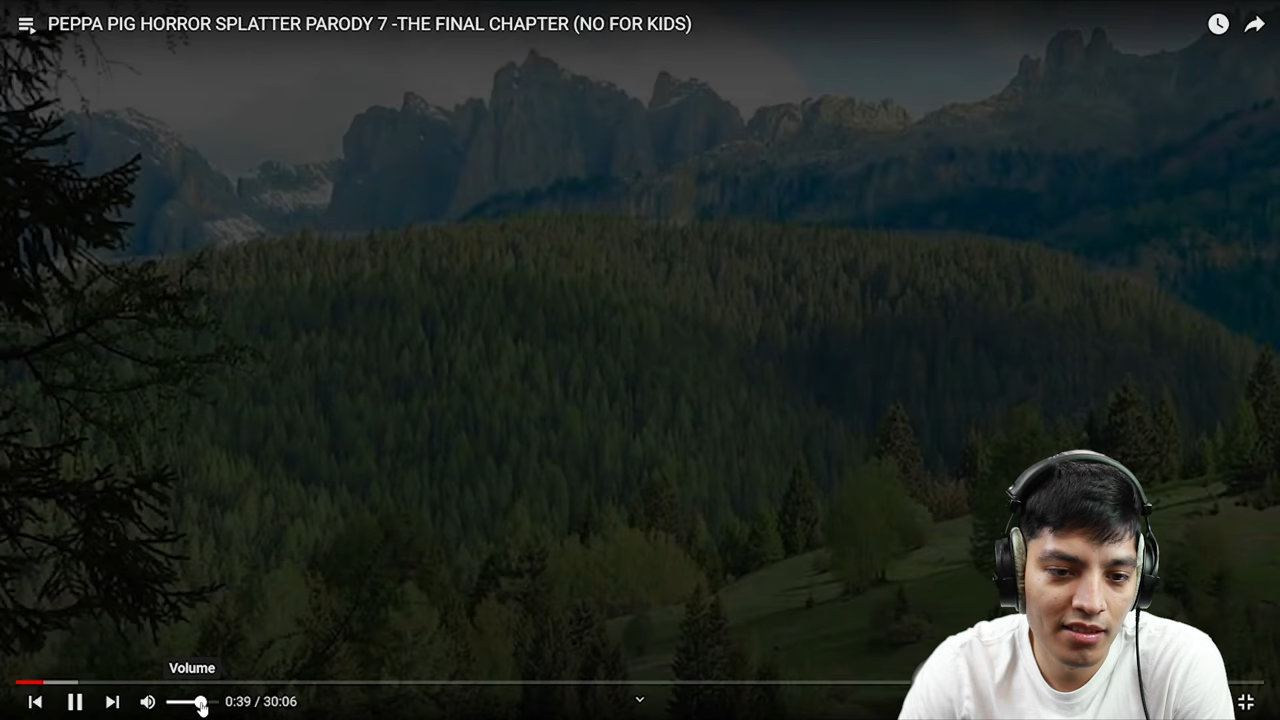 PEPPA PIG HORROR SPLATTER PARODY 7 -THE FINAL CHAPTER (NO FOR KIDS)
Volume
0:39 / 30:06